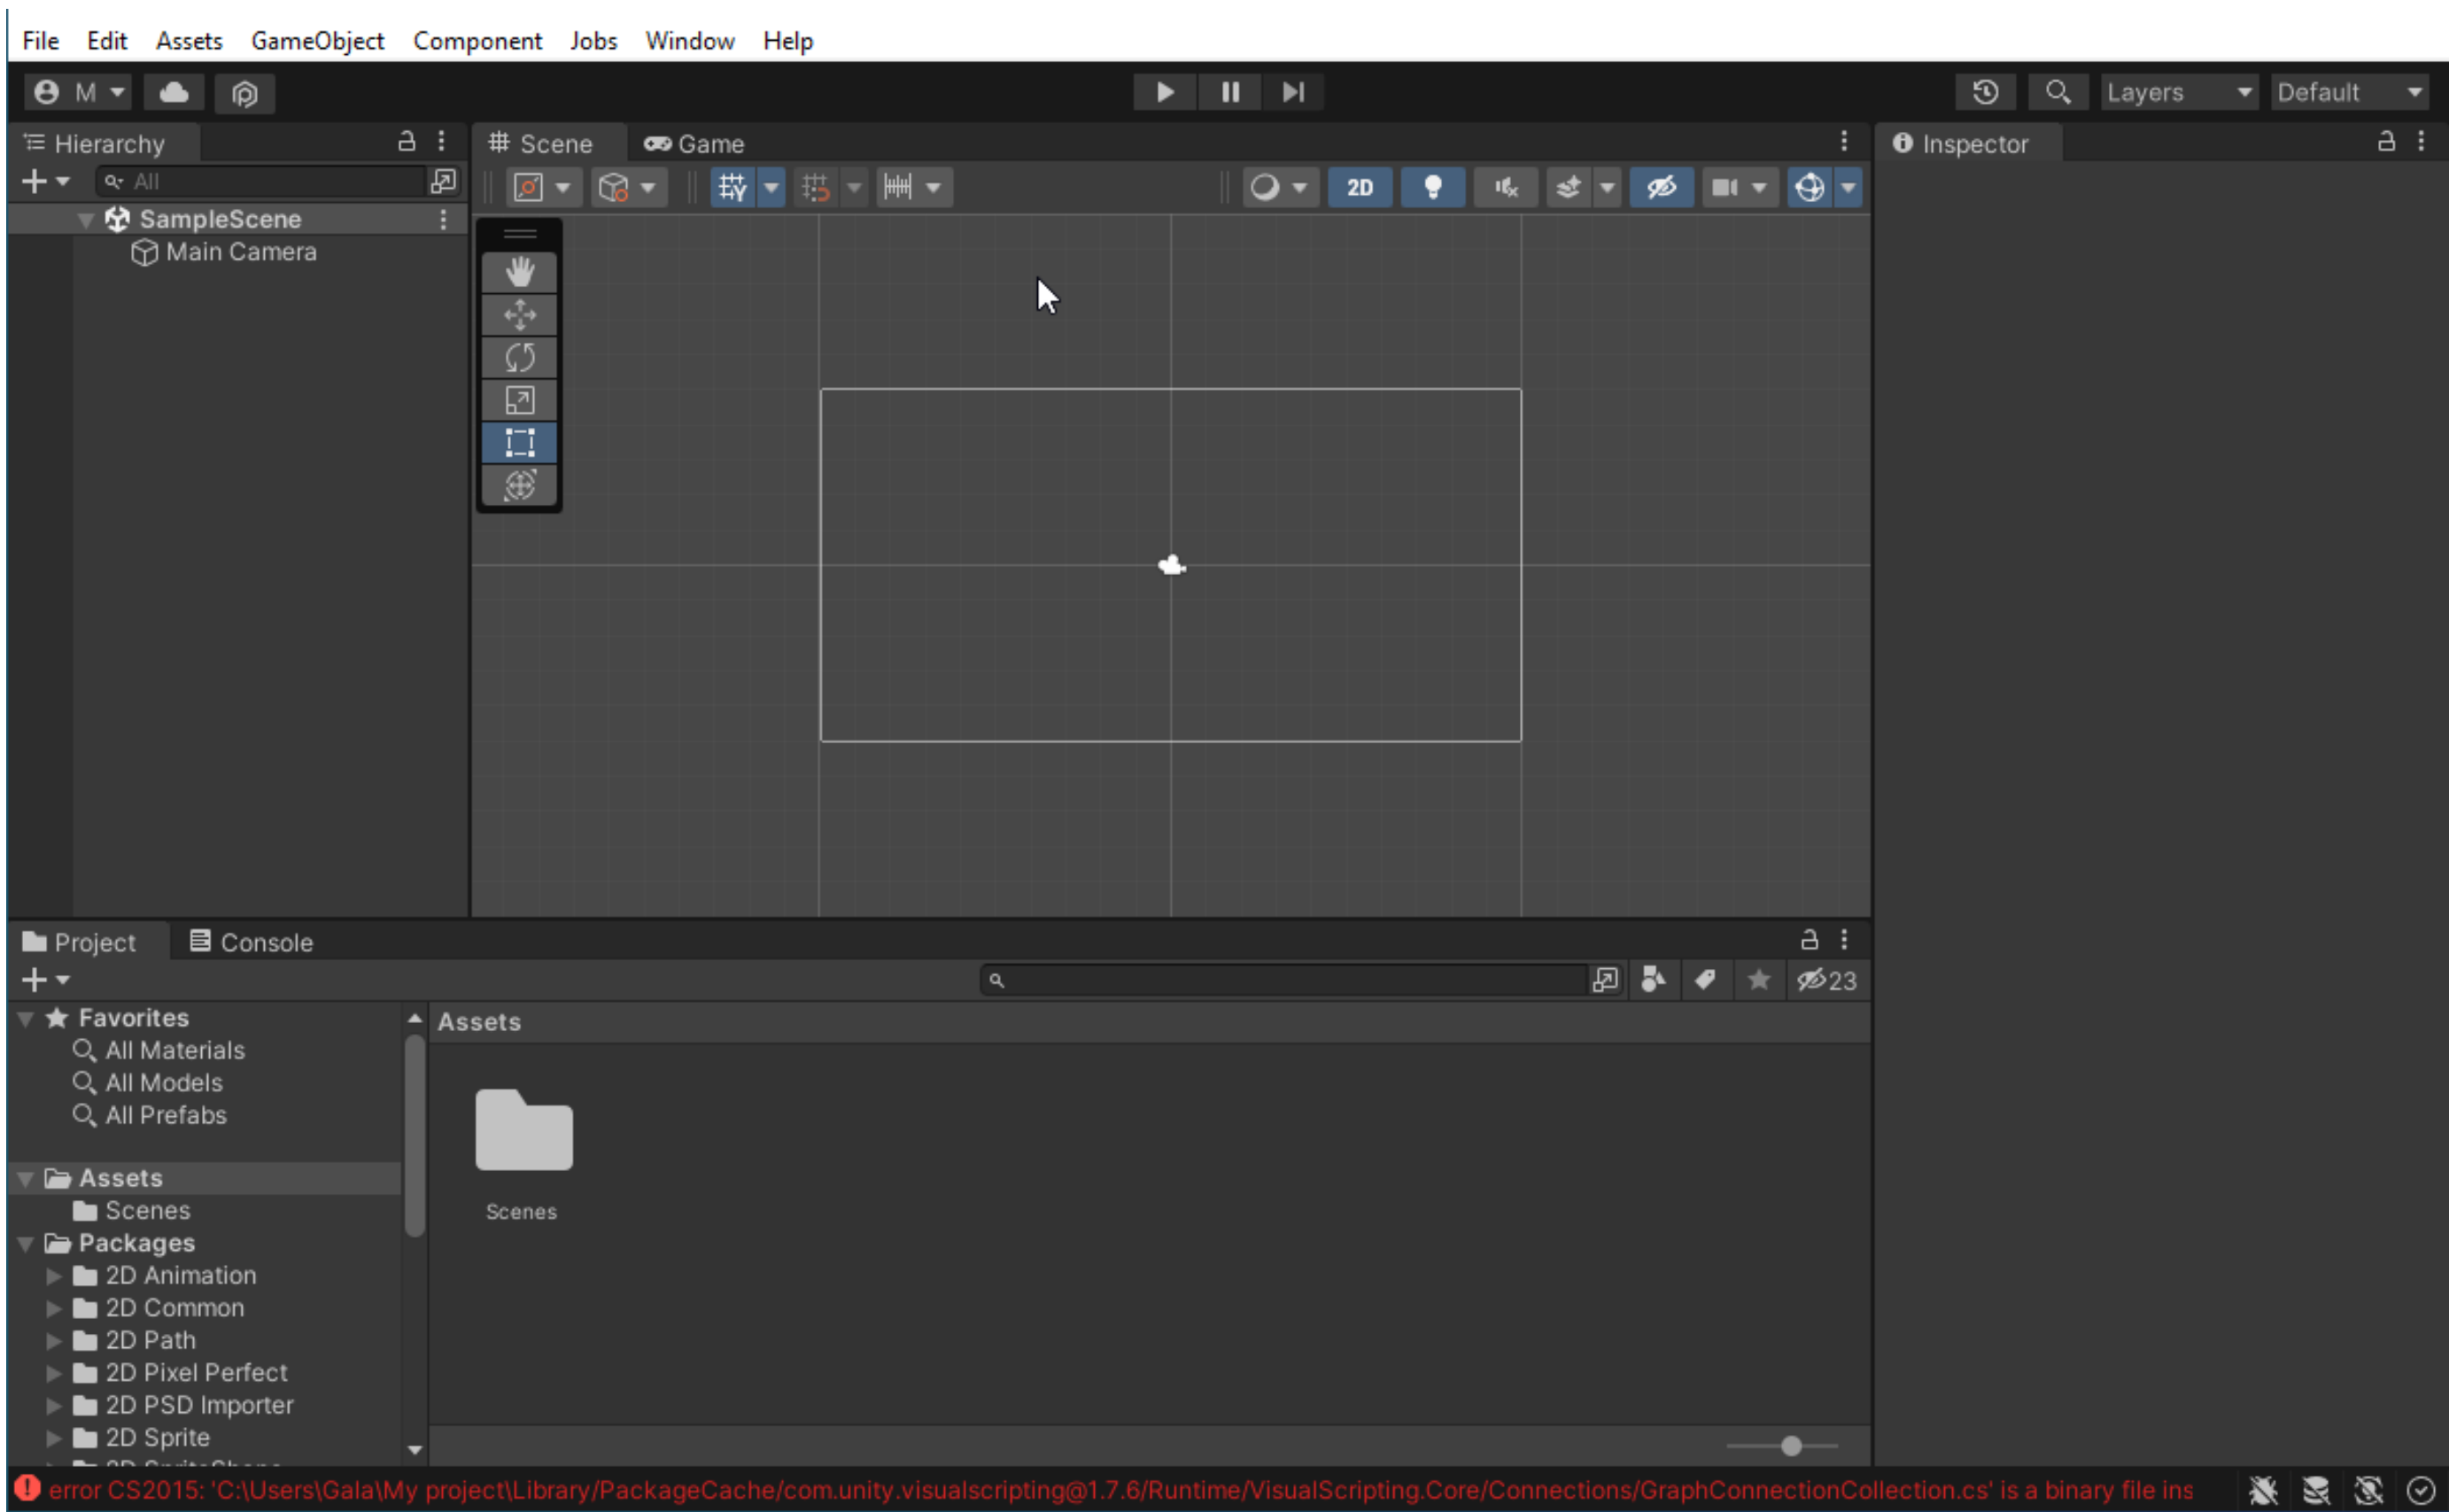 File Edit Assets GameObject Component Jobs Window Help
M Layers Default
Hierarchy
All
SampleScene
Main Camera
Scene Game
2D
Inspector
Project Console
23
Favorites
All Materials
All Models
All Prefabs
Assets
Scenes
Packages
2D Animation
2D Common
2D Path
2D Pixel Perfect
2D PSD Importer
2D Sprite
Assets
Scenes
error CS2015: 'C:\Users\Gala\My project\Library/PackageCache/com.unity.visualscripting@1.7.6/Runtime/VisualScripting.Core/Connections/GraphConnectionCollection.cs' is a binary file ins